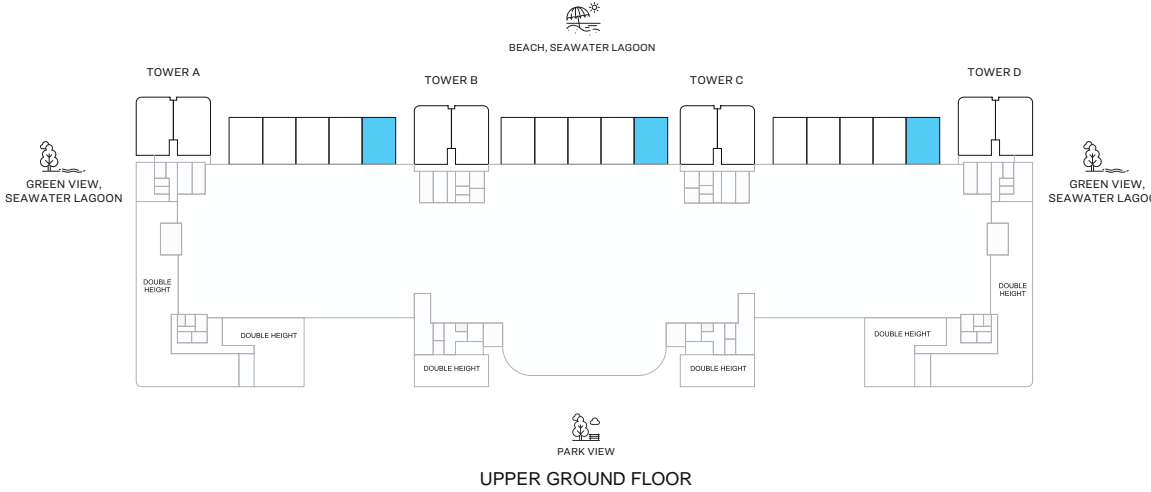 BEACH, SEAWATER LAGOON
TOWER A
TOWER B
TOWER C
TOWER D
GREEN VIEW,
SEAWATER LAGOON
GREEN VIEW,
SEAWATER LAGOO
DOUBLE
HEIGHT
DOUBLE
HEIGHT
DOUBLE HEIGHT
DOUBLE HEIGHT
DOUBLE HEIGHT
DOUBLE HEIGHT
PARK VIEW
UPPER GROUND FLOOR